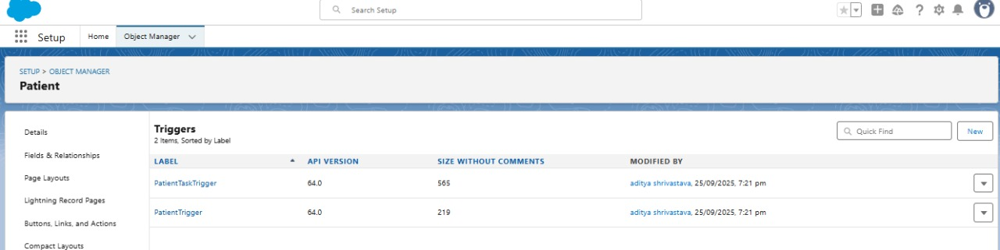 Search Setup
Setup Home Object Manager
SETUP > OBJECT MANAGER
Patient
Details
Fields & Relationships
Page Layouts
Lightning Record Pages
Buttons, Links, and Actions
Compact Layouts
Triggers
2 Items, Sorted by Label
Quick Find
New
LABEL API VERSION SIZE WITHOUT COMMENTS MODIFIED BY
PatientTaskTrigger 64.0 565 aditya shrivastava, 25/09/2025, 7:21 pm
PatientTrigger 64.0 219 aditya shrivastava, 25/09/2025, 7:21 pm